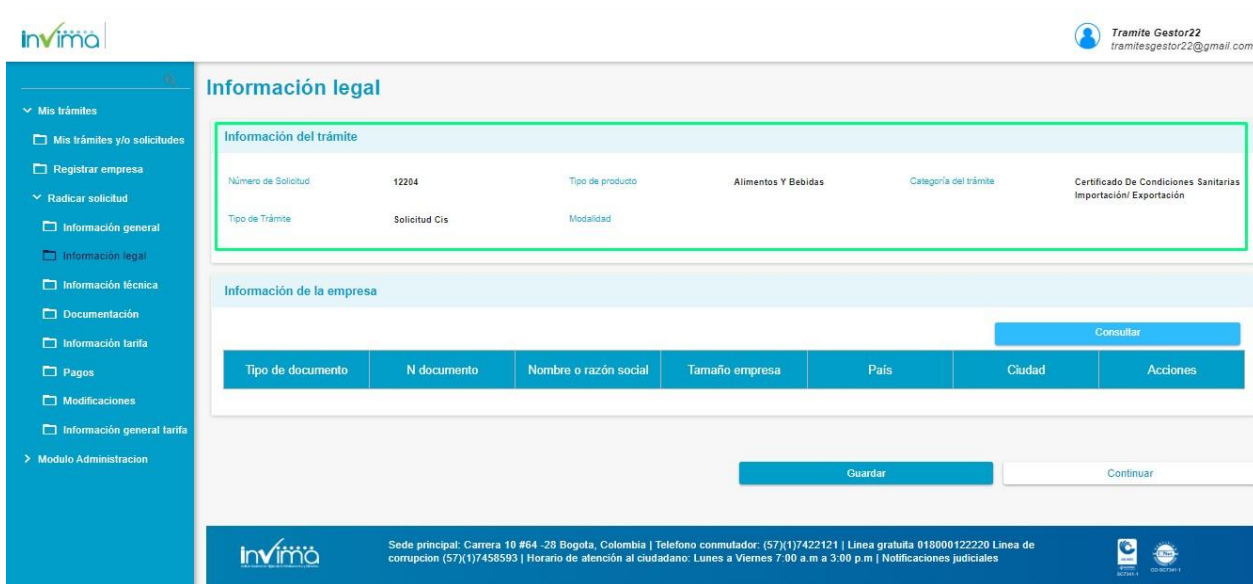 invima
Tramite Gestor22
tramitesgestor22@gmail.com
Información legal
Mis trámites
Mis trámites y/o solicitudes
Registrar empresa
Radicar solicitud
Información general
Información legal
Información técnica
Documentación
Información tarifa
Pagos
Modificaciones
Información general tarifa
Modulo Administracion
Información del trámite
Número de Solicitud 12204 Tipo de producto Alimentos Y Bebidas Categoría del trámite Certificado De Condiciones Sanitarias
Importación/ Exportación
Tipo de Trámite Solicitud Cis Modalidad
Información de la empresa
Consultar
Tipo de documento N documento Nombre o razón social Tamaño empresa País Ciudad Acciones
Guardar Continuar
invima
Sede principal: Carrera 10 #64 -28 Bogota, Colombia | Telefono conmutador: (57)(1)7422121 | Linea gratuita 018000122220 Linea de
corrupcion (57)(1)7458593 | Horario de atención al ciudadano: Lunes a Viernes 7:00 a.m a 3:00 p.m | Notificaciones judiciales